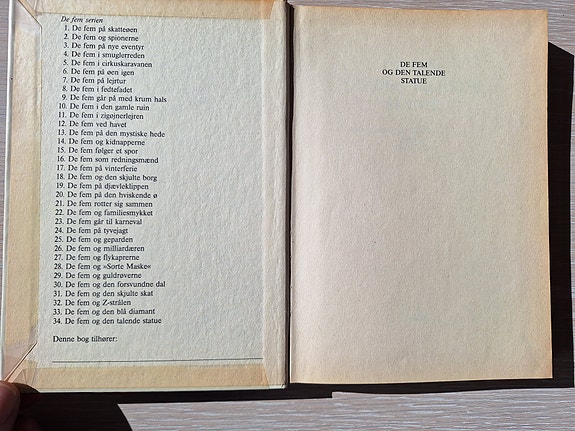 De fem serien
1. De fem på skatteøen
2. De fem og spionerne
3. De fem på nye eventyr
4. De fem i smuglerreden
5. De fem i cirkuskaravanen
6. De fem på øen igen
7. De fem på lejrtur
8. De fem i fedtefadet
9. De fem går på med krum hals
10. De fem i den gamle ruin
11. De fem i zigøjnerlejren
12. De fem ved havet
13. De fem på den mystiske hede
14. De fem og kidnapperne
15. De fem følger et spor
16. De fem som redningsmænd
17. De fem på vinterferie
18. De fem og den skjulte borg
19. De fem på djævleklippen
20. De fem på den hviskende ø
21. De fem rotter sig sammen
22. De fem og familiesmykket
23. De fem går til karneval
24. De fem på tyvejagt
25. De fem og geparden
26. De fem og milliardæren
27. De fem og flykaprerne
28. De fem og »Sorte Maske«
29. De fem og guldrøverne
30. De fem og den forsvundne dal
31. De fem og den skjulte skat
32. De fem og Z-strålen
33. De fem og den blå diamant
34. De fem og den talende statue
Denne bog tilhører:
DE FEM
OG DEN TALENDE
STATUE